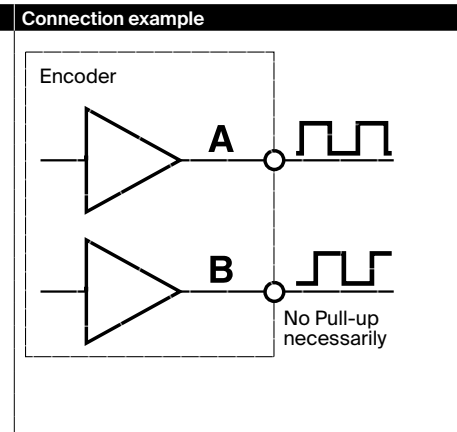 Connection example
Encoder
A
B
No Pull-up
necessarily